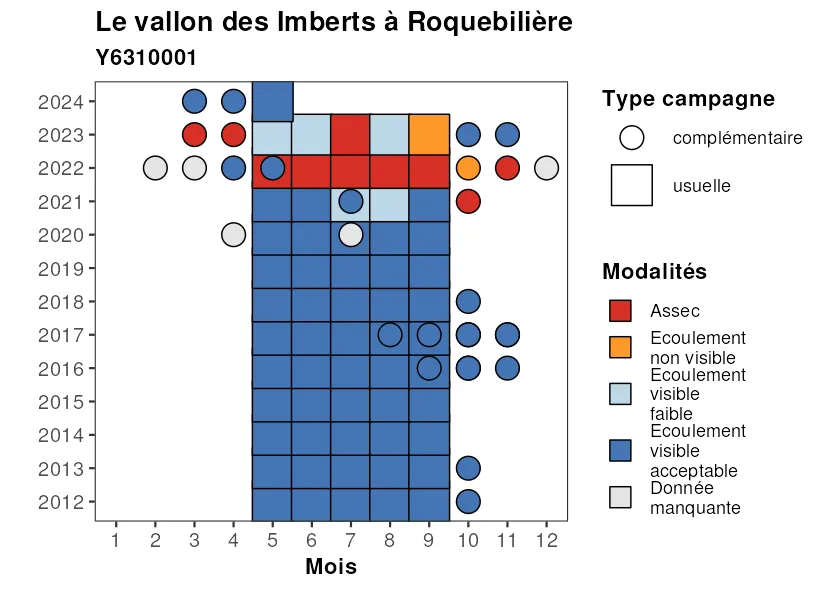 Le vallon des Imberts à Roquebilière
Y6310001
2024
2023
2022
2021
2020
2019
2018
2017
2016
2015
2014
2013
2012
1 2 3 4 5 6 7 8 9 10 11 12
Mois
Type campagne
complémentaire
usuelle
Modalités
Assec
Ecoulement
non visible
Ecoulement
visible
faible
Ecoulement
visible
acceptable
Donnée
manquante